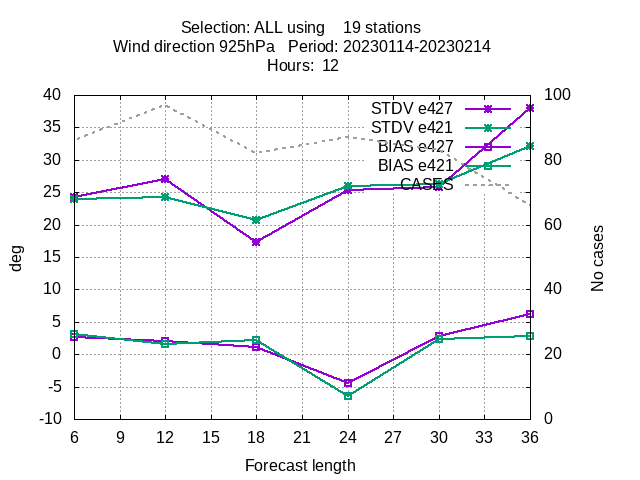 Selection: ALL using 19 stations
Wind direction 925hPa Period: 20230114-20230214
Hours: 12
STDV e427
STDV e421
BIAS e427
BIAS e421
CASES
40
35
30
25
20
15
10
5
0
-5
-10
deg
100
80
60
40
20
0
No cases
6 9 12 15 18 21 24 27 30 33 36
Forecast length